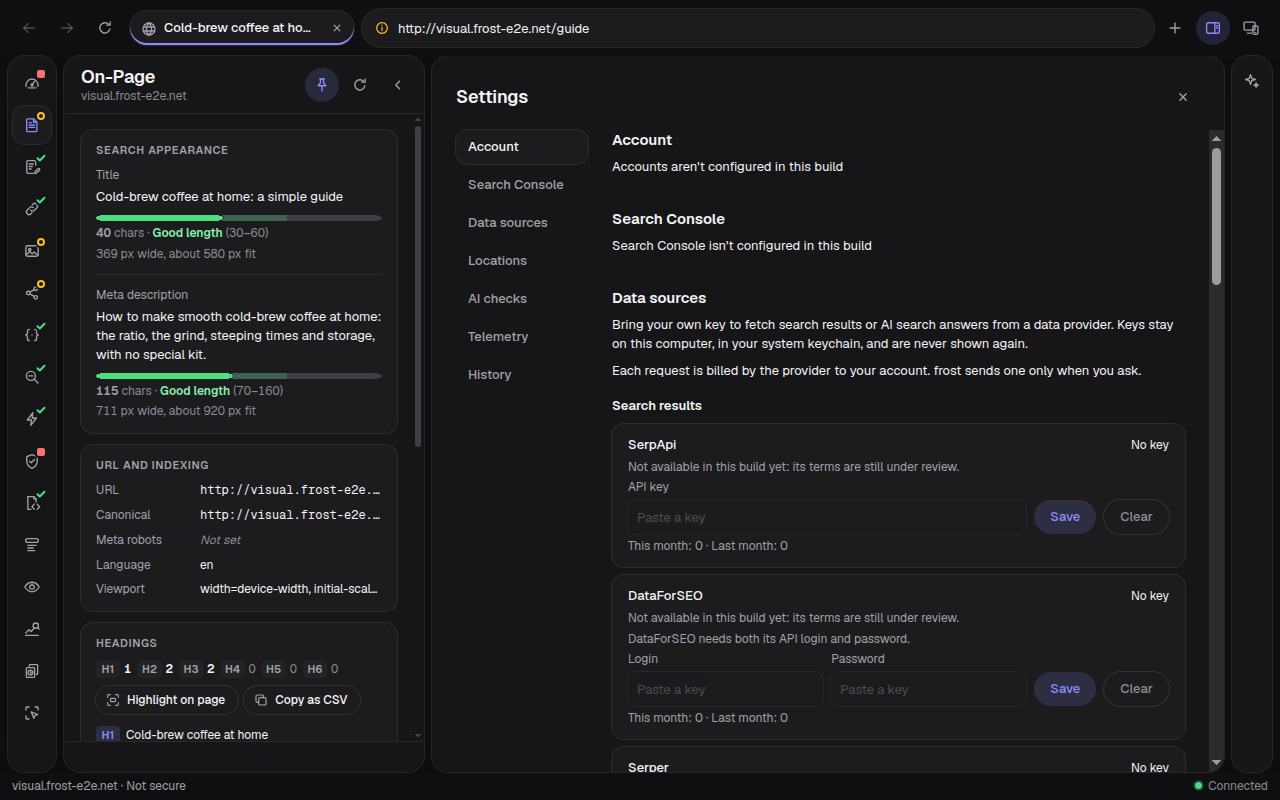 Cold-brew coffee at ho...
http://visual.frost-e2e.net/guide
On-Page
visual.frost-e2e.net
SEARCH APPEARANCE
Title
Cold-brew coffee at home: a simple guide
40 chars · Good length (30–60)
369 px wide, about 580 px fit
Meta description
How to make smooth cold-brew coffee at home:
the ratio, the grind, steeping times and storage,
with no special kit.
115 chars · Good length (70–160)
711 px wide, about 920 px fit
URL AND INDEXING
URL http://visual.frost-e2e.…
Canonical http://visual.frost-e2e.…
Meta robots Not set
Language en
Viewport width=device-width, initial-scal…
HEADINGS
H1 1 H2 2 H3 2 H4 0 H5 0 H6 0
Highlight on page Copy as CSV
H1 Cold-brew coffee at home
Settings
Account
Search Console
Data sources
Locations
AI checks
Telemetry
History
Account
Accounts aren't configured in this build
Search Console
Search Console isn't configured in this build
Data sources
Bring your own key to fetch search results or AI search answers from a data provider. Keys stay
on this computer, in your system keychain, and are never shown again.
Each request is billed by the provider to your account. frost sends one only when you ask.
Search results
SerpApi No key
Not available in this build yet: its terms are still under review.
API key
Paste a key Save Clear
This month: 0 · Last month: 0
DataForSEO No key
Not available in this build yet: its terms are still under review.
DataForSEO needs both its API login and password.
Login Password
Paste a key Paste a key Save Clear
This month: 0 · Last month: 0
Serper No key
visual.frost-e2e.net · Not secure
Connected